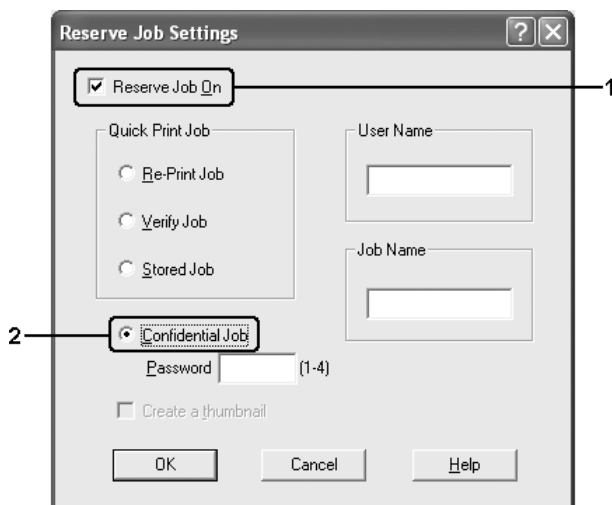 Reserve Job Settings
Reserve Job On
1
Quick Print Job
User Name
Re-Print Job
Verify Job
Stored Job
Job Name
2
Confidential Job
Password
(1-4)
Create a thumbnail
OK
Cancel
Help